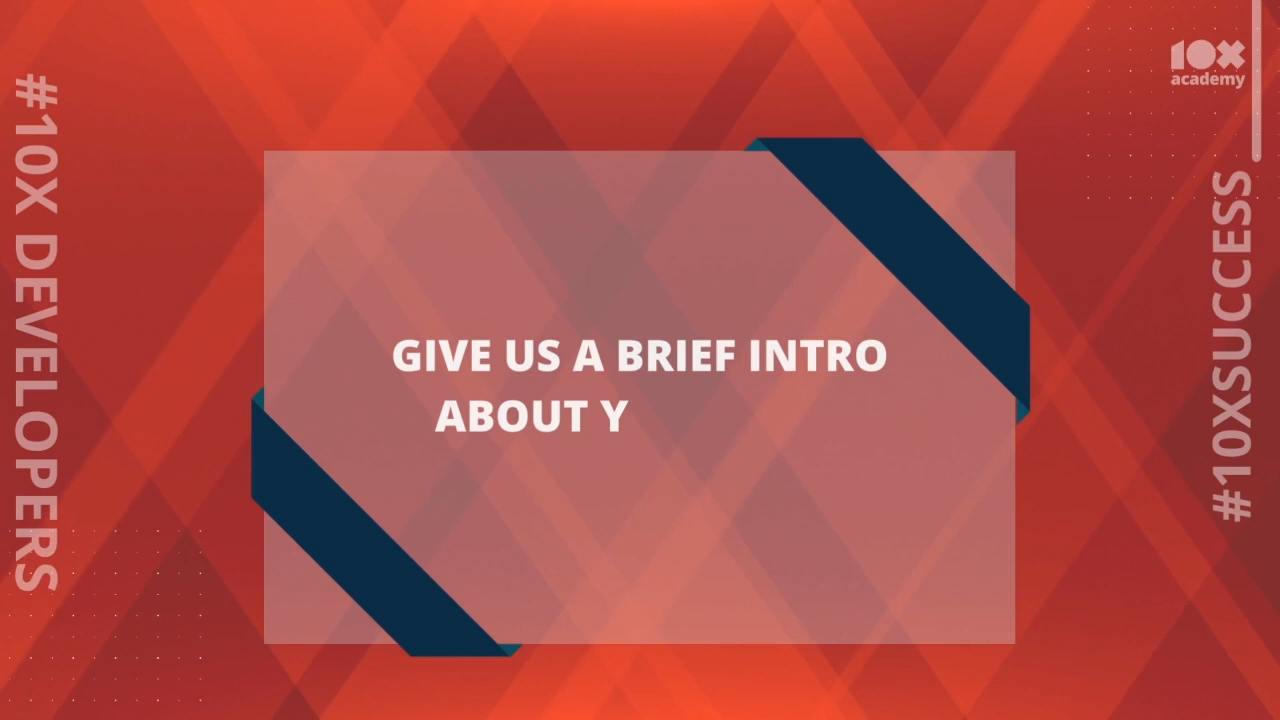 10x
academy
#10X DEVELOPERS
GIVE US A BRIEF INTRO
ABOUT Y
#10XSUCCESS